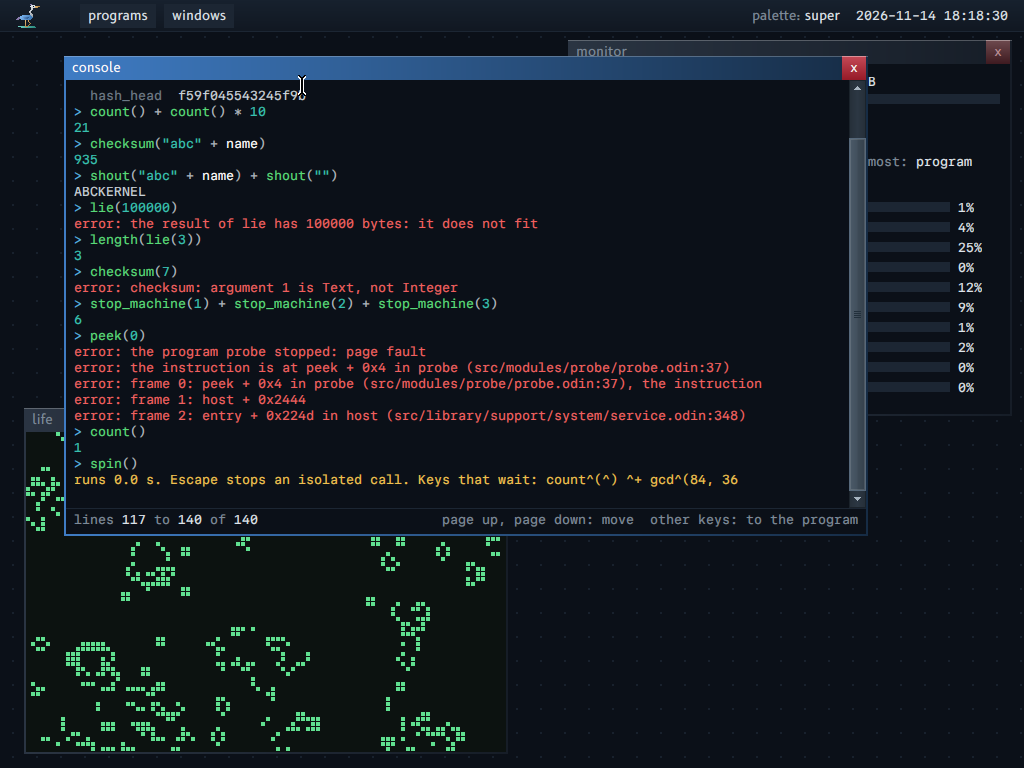 programs windows palette: super 2026-11-14 18:18:30
monitor x
console x
B
hash_head f59f045543245f9
> count() + count() * 10
21
> checksum("abc" + name)
935
most: program
> shout("abc" + name) + shout("")
ABCKERNEL
> lie(100000)
1%
error: the result of lie has 100000 bytes: it does not fit
4%
> length(lie(3))
25%
3
> checksum(7)
0%
error: checksum: argument 1 is Text, not Integer
12%
> stop_machine(1) + stop_machine(2) + stop_machine(3)
9%
6
1%
> peek(0)
error: the program probe stopped: page fault
2%
error: the instruction is at peek + 0x4 in probe (src/modules/probe/probe.odin:37)
0%
error: frame 0: peek + 0x4 in probe (src/modules/probe/probe.odin:37), the instruction
0%
error: frame 1: host + 0x2444
error: frame 2: entry + 0x224d in host (src/library/support/system/service.odin:348)
life
> count()
1
> spin()
runs 0.0 s. Escape stops an isolated call. Keys that wait: count^(^) ^+ gcd^(84, 36
lines 117 to 140 of 140 page up, page down: move other keys: to the program